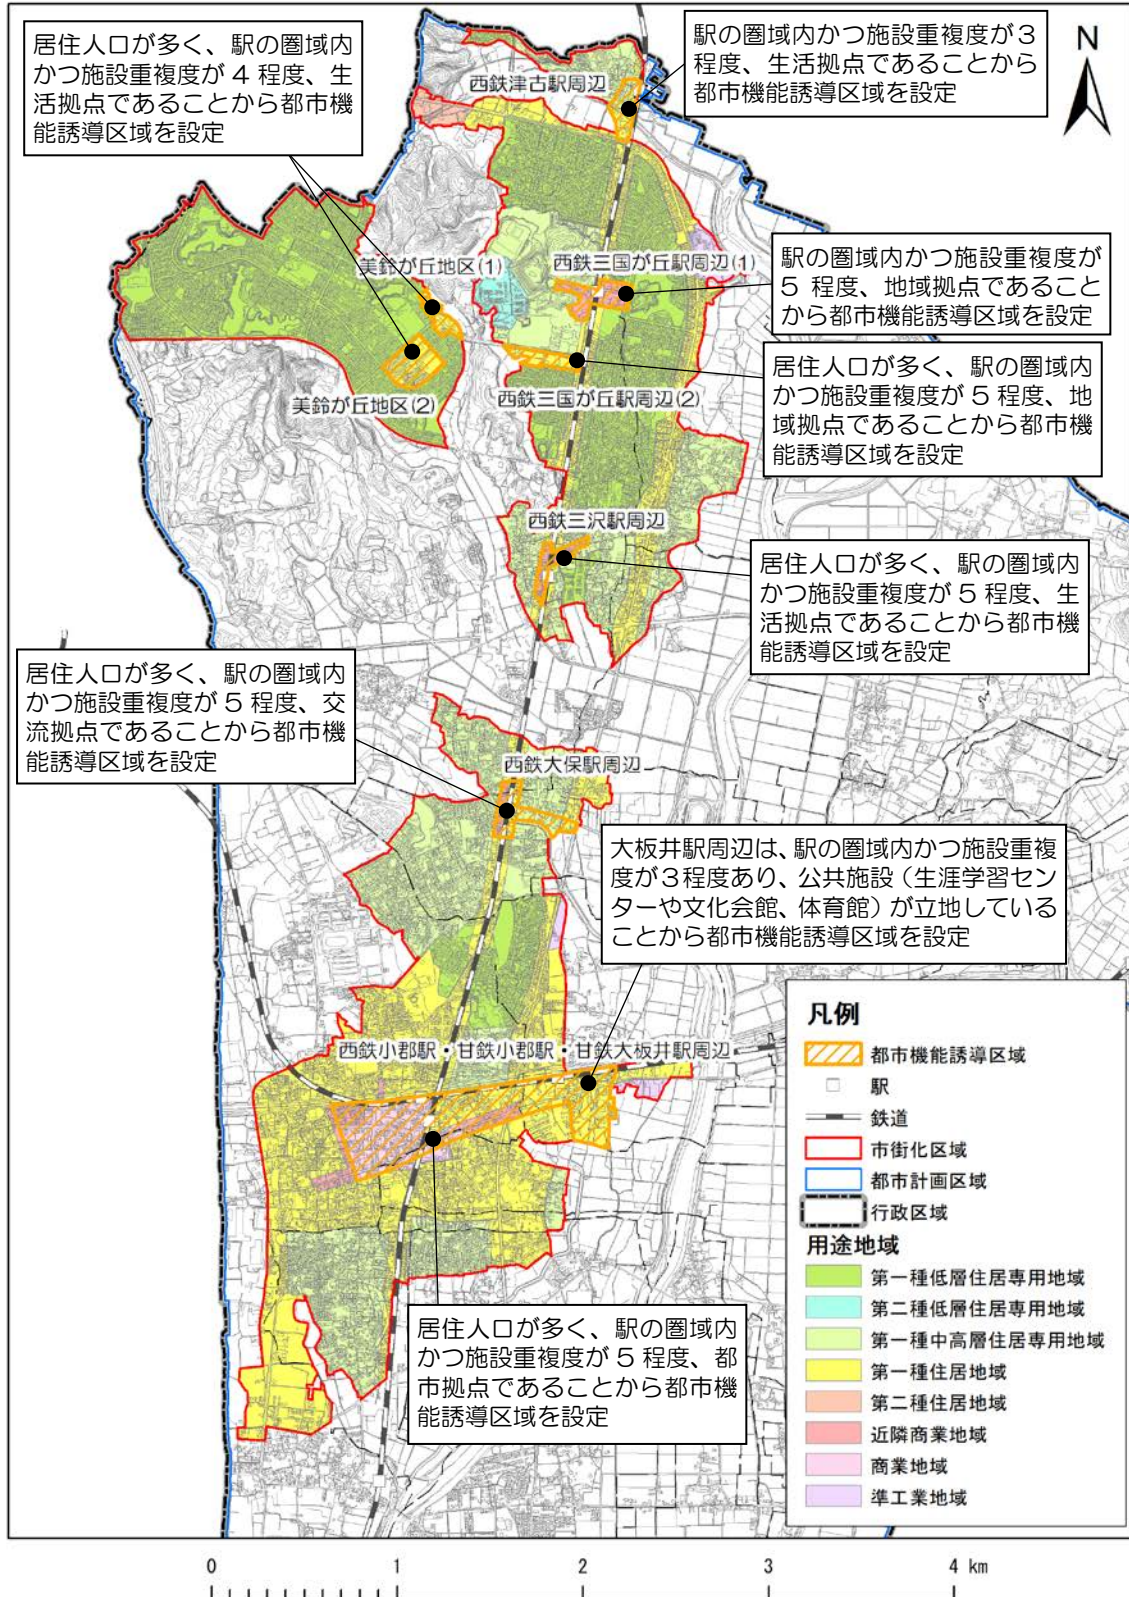 居住人口が多く、駅の圏域内
かつ施設重複度が 4 程度、生
活拠点であることから都市機
能誘導区域を設定
駅の圏域内かつ施設重複度が3
程度、生活拠点であることから
都市機能誘導区域を設定
N
西鉄津古駅周辺
美鈴が丘地区(1)
西鉄三国が丘駅周辺(1)
駅の圏域内かつ施設重複度が
5 程度、地域拠点であること
から都市機能誘導区域を設定
美鈴が丘地区(2)
西鉄三国が丘駅周辺(2)
居住人口が多く、駅の圏域内
かつ施設重複度が 5 程度、地
域拠点であることから都市機
能誘導区域を設定
西鉄三沢駅周辺
居住人口が多く、駅の圏域内
かつ施設重複度が 5 程度、生
活拠点であることから都市機
能誘導区域を設定
居住人口が多く、駅の圏域内
かつ施設重複度が 5 程度、交
流拠点であることから都市機
能誘導区域を設定
西鉄大保駅周辺
大板井駅周辺は、駅の圏域内かつ施設重複
度が3程度あり、公共施設（生涯学習セン
ターや文化会館、体育館）が立地している
ことから都市機能誘導区域を設定
西鉄小郡駅・甘鉄小郡駅・甘鉄大板井駅周辺
居住人口が多く、駅の圏域内
かつ施設重複度が 5 程度、都
市拠点であることから都市機
能誘導区域を設定
凡例
都市機能誘導区域
駅
鉄道
市街化区域
都市計画区域
行政区域
用途地域
第一種低層住居専用地域
第二種低層住居専用地域
第一種中高層住居専用地域
第一種住居地域
第二種住居地域
近隣商業地域
商業地域
準工業地域
0 1 2 3 4 km